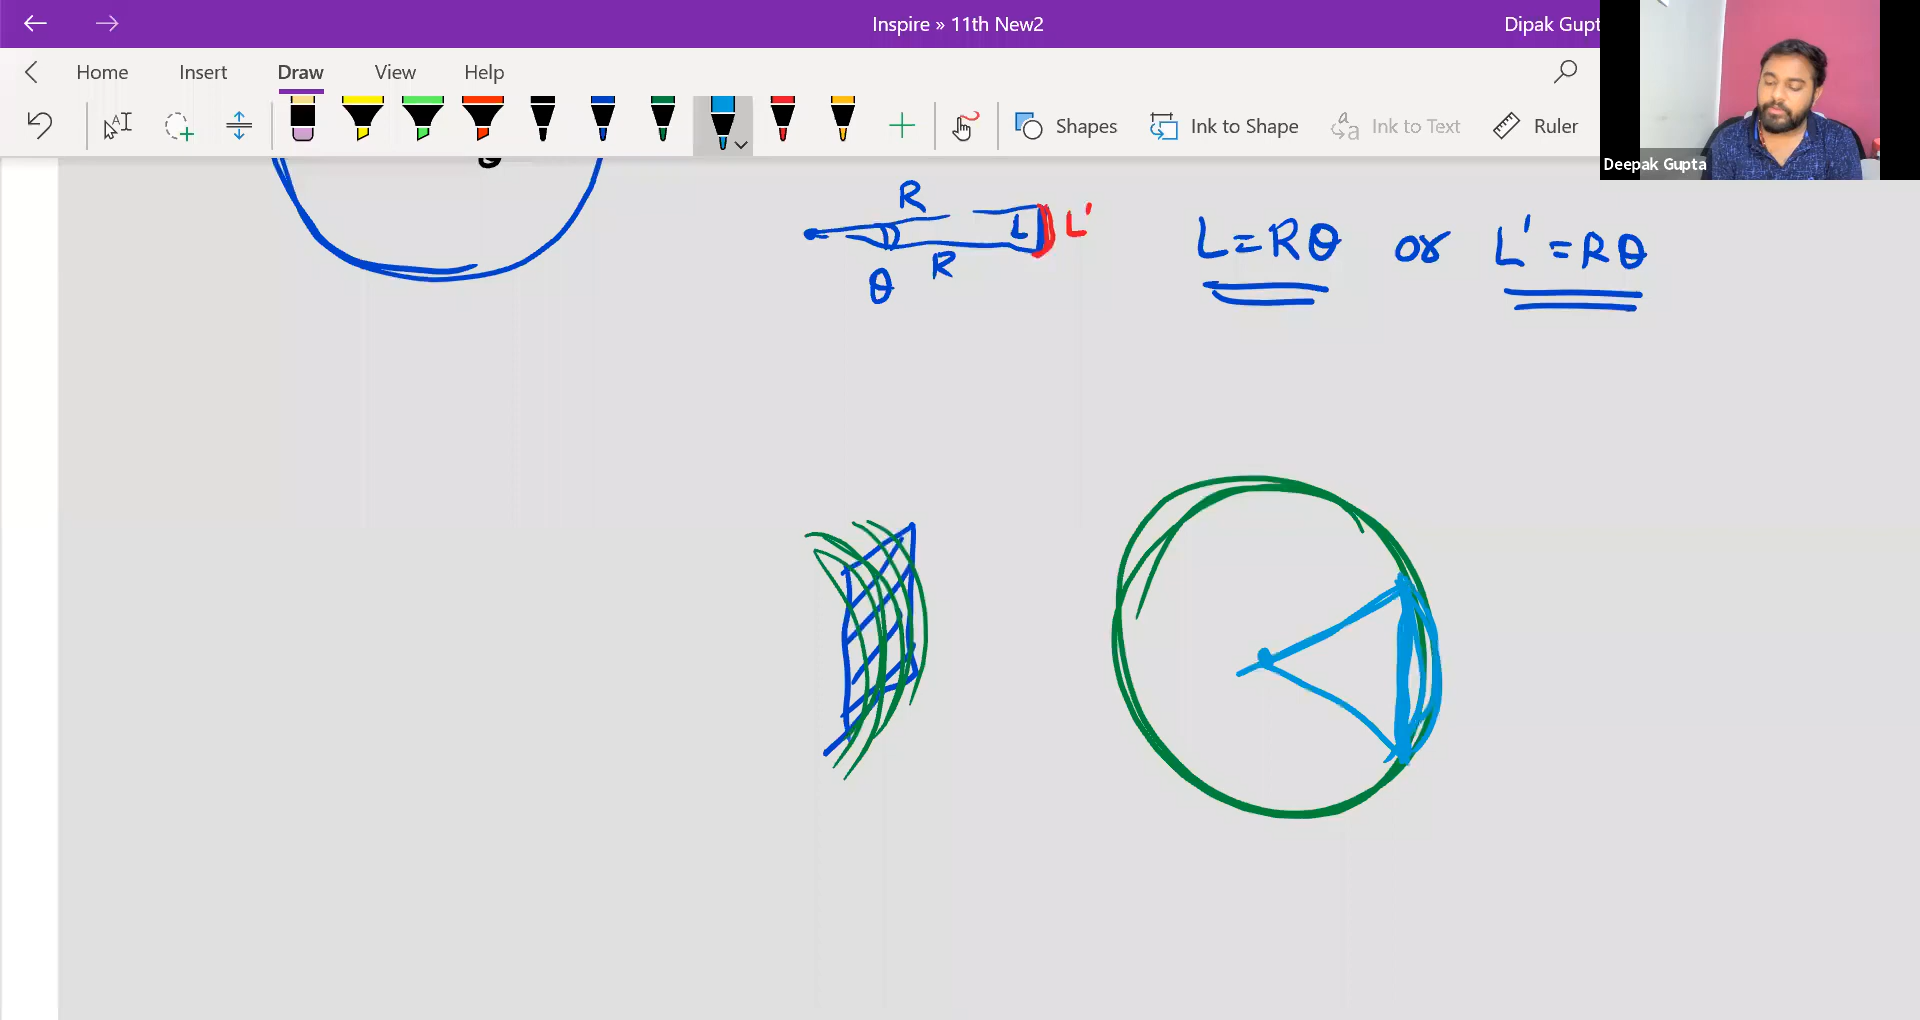 Inspire » 11th New2
Dipak Gupt
Home Insert Draw View Help
Shapes Ink to Shape Ink to Text Ruler
Deepak Gupta
R
L L'
R
θ
L=Rθ or L'=Rθ